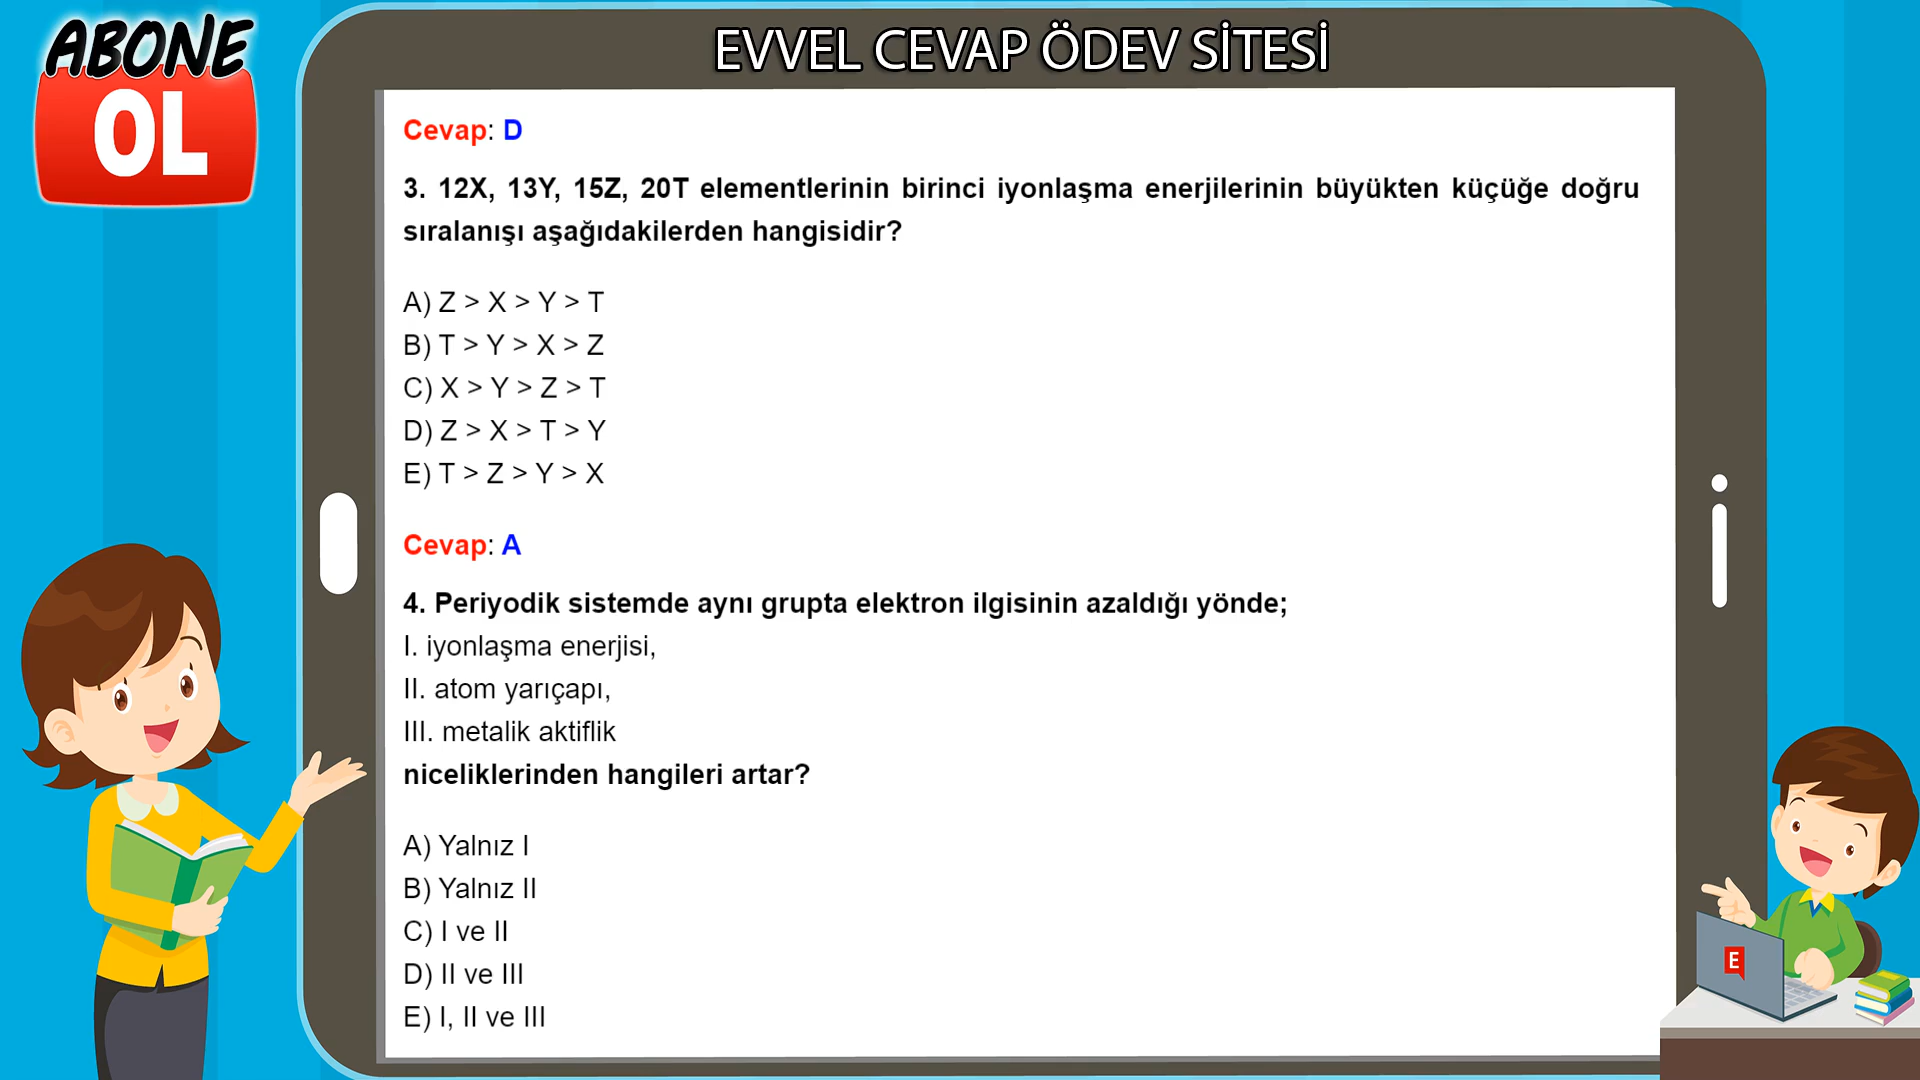 ABONE
OL
EVVEL CEVAP ÖDEV SİTESİ
Cevap: D
3. 12X, 13Y, 15Z, 20T elementlerinin birinci iyonlaşma enerjilerinin büyükten küçüğe doğru
sıralanışı aşağıdakilerden hangisidir?
A) Z > X > Y > T
B) T > Y > X > Z
C) X > Y > Z > T
D) Z > X > T > Y
E) T > Z > Y > X
Cevap: A
4. Periyodik sistemde aynı grupta elektron ilgisinin azaldığı yönde;
I. iyonlaşma enerjisi,
II. atom yarıçapı,
III. metalik aktiflik
niceliklerinden hangileri artar?
A) Yalnız I
B) Yalnız II
C) I ve II
D) II ve III
E) I, II ve III
E